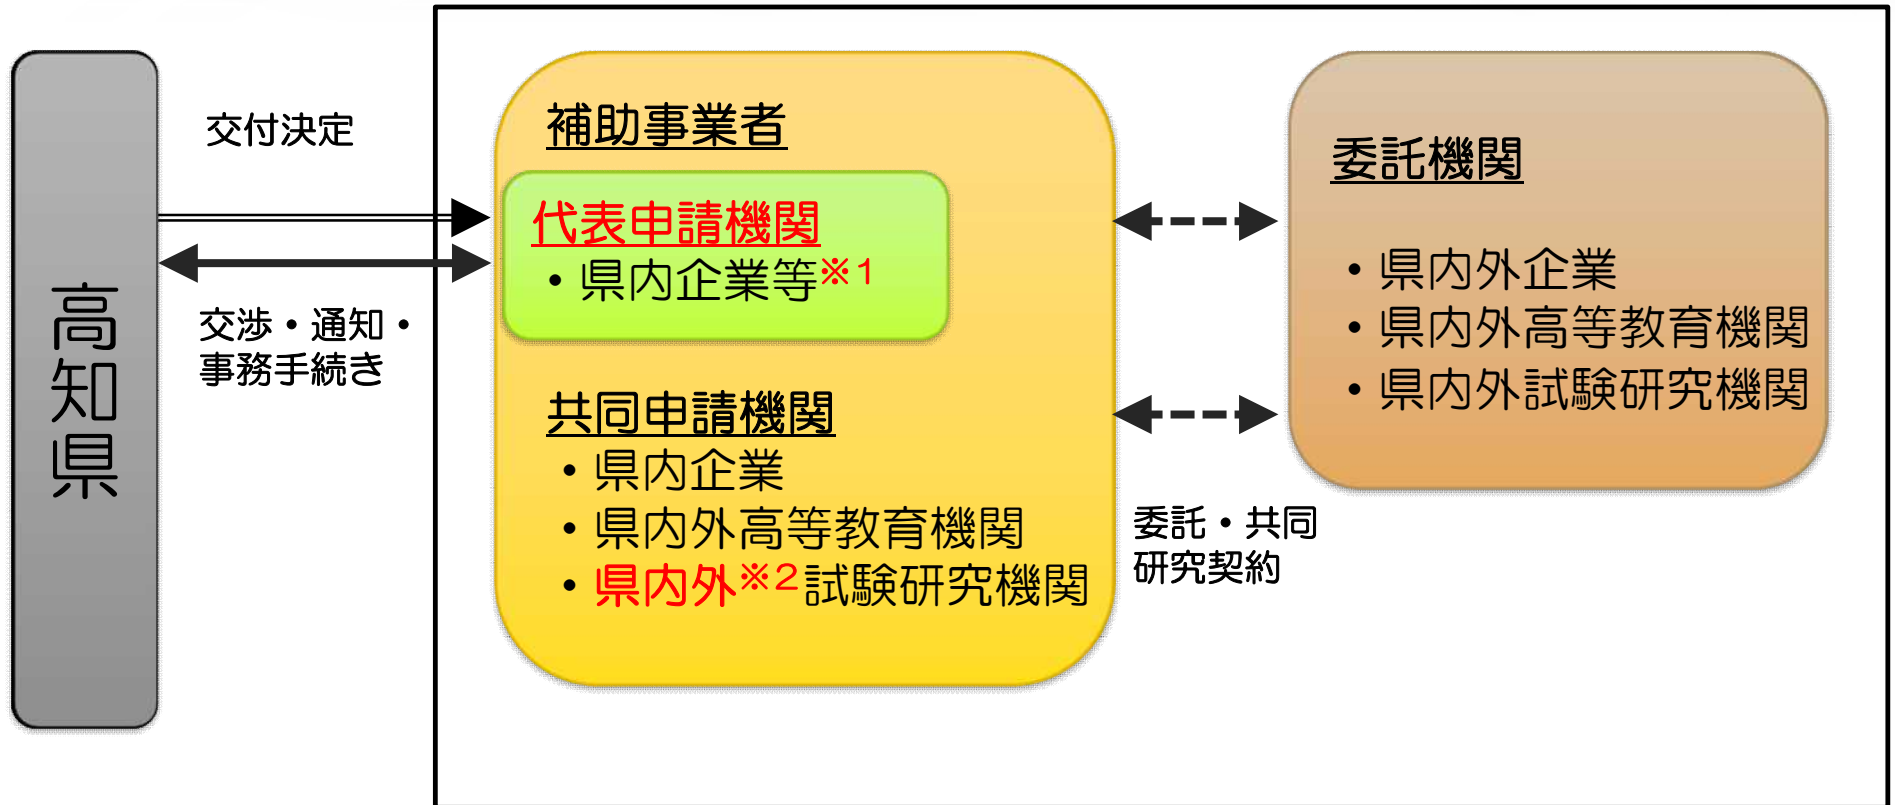 高知県
交付決定
交渉・通知・
事務手続き
補助事業者
代表申請機関
・県内企業等※1
共同申請機関
・県内企業
・県内外高等教育機関
・県内外※2試験研究機関
委託・共同
研究契約
委託機関
・県内外企業
・県内外高等教育機関
・県内外試験研究機関